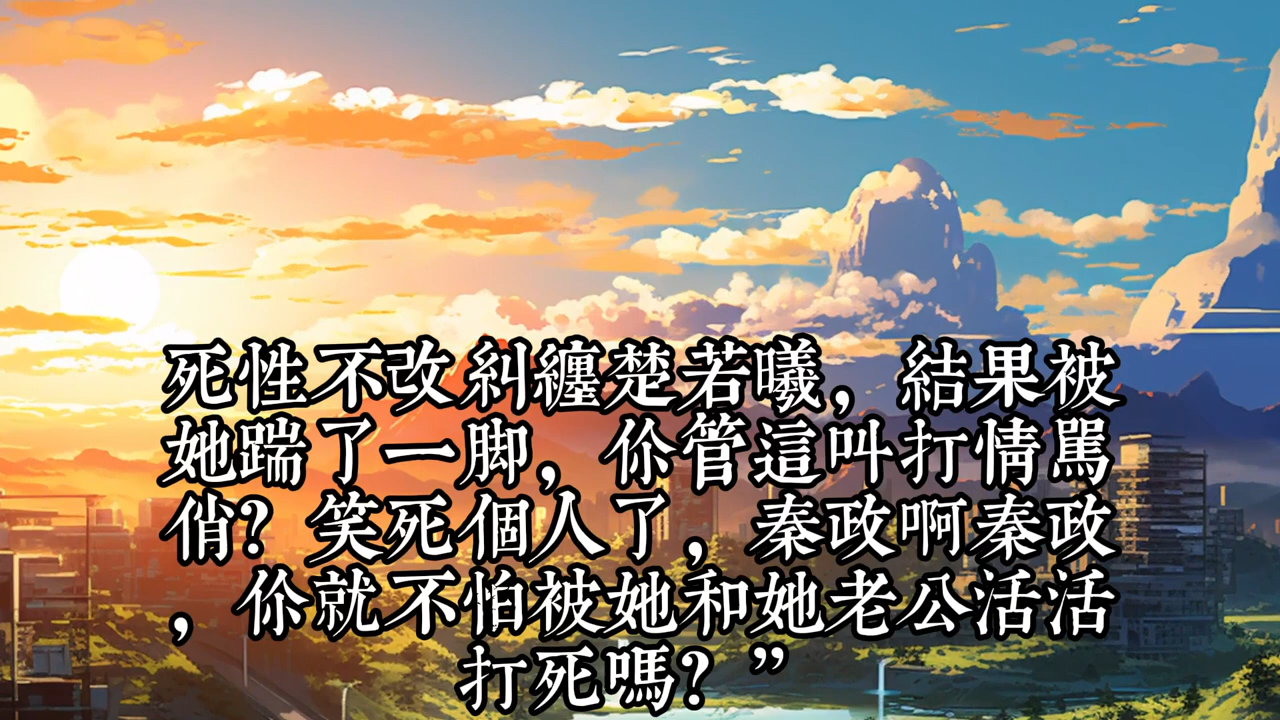 死性不改糾纏楚若曦，結果被
她踹了一脚，伱管這叫打情駡
俏？笑死個人了，秦政啊秦政
，伱就不怕被她和她老公活活
打死嗎？”